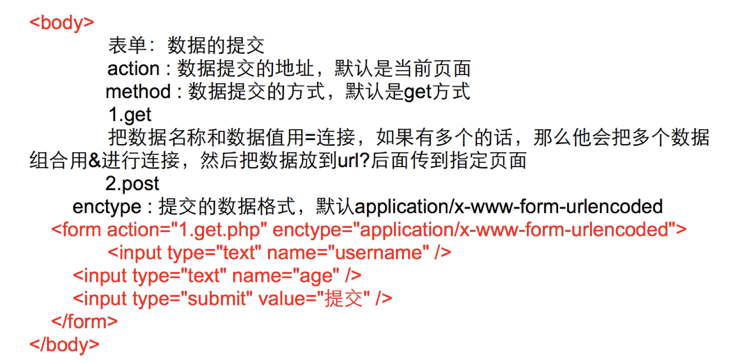 <body>
表单：数据的提交
action : 数据提交的地址，默认是当前页面
method : 数据提交的方式，默认是get方式
1.get
把数据名称和数据值用=连接，如果有多个的话，那么他会把多个数据
组合用&进行连接，然后把数据放到url?后面传到指定页面
2.post
enctype : 提交的数据格式，默认application/x-www-form-urlencoded
<form action="1.get.php" enctype="application/x-www-form-urlencoded">
<input type="text" name="username" />
<input type="text" name="age" />
<input type="submit" value="提交" />
</form>
</body>